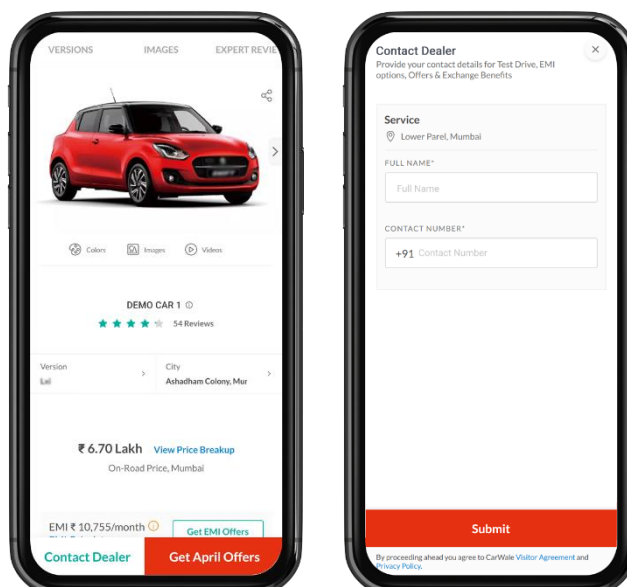 VERSIONS IMAGES EXPERT REVIE
Colors Images Videos
DEMO CAR 1
54 Reviews
Version
City
Ashadham Colony, Mur
₹ 6.70 Lakh View Price Breakup
On-Road Price, Mumbai
EMI ₹ 10,755/month
Get EMI Offers
Contact Dealer
Get April Offers
Contact Dealer
Provide your contact details for Test Drive, EMI
options, Offers & Exchange Benefits
Service
Lower Parel, Mumbai
FULL NAME*
Full Name
CONTACT NUMBER*
+91 Contact Number
Submit
By proceeding ahead you agree to CarWale Visitor Agreement and
Privacy Policy.